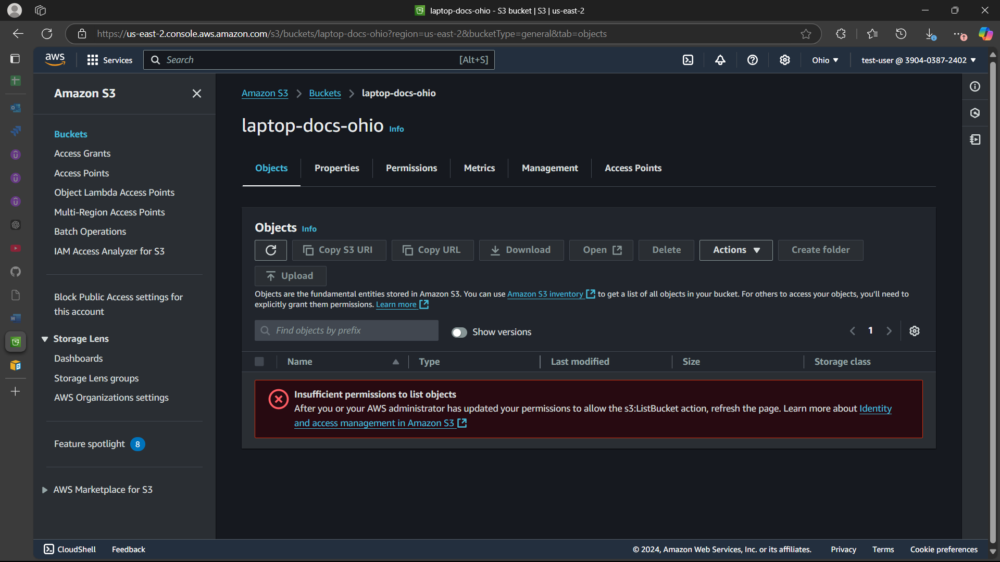 laptop-docs-ohio - S3 bucket | S3 | us-east-2
https://us-east-2.console.aws.amazon.com/s3/buckets/laptop-docs-ohio?region=us-east-2&bucketType=general&tab=objects
aws
Services
Search
[Alt+S]
Ohio
test-user @ 3904-0387-2402
Amazon S3
Buckets
Access Grants
Access Points
Object Lambda Access Points
Multi-Region Access Points
Batch Operations
IAM Access Analyzer for S3
Block Public Access settings for
this account
Storage Lens
Dashboards
Storage Lens groups
AWS Organizations settings
Feature spotlight 8
AWS Marketplace for S3
Amazon S3 > Buckets > laptop-docs-ohio
laptop-docs-ohio Info
Objects
Properties
Permissions
Metrics
Management
Access Points
Objects Info
Copy S3 URI
Copy URL
Download
Open
Delete
Actions
Create folder
Upload
Objects are the fundamental entities stored in Amazon S3. You can use Amazon S3 inventory to get a list of all objects in your bucket. For others to access your objects, you'll need to
explicitly grant them permissions. Learn more
Find objects by prefix
Show versions
1
Name
Type
Last modified
Size
Storage class
Insufficient permissions to list objects
After you or your AWS administrator has updated your permissions to allow the s3:ListBucket action, refresh the page. Learn more about Identity
and access management in Amazon S3
CloudShell
Feedback
© 2024, Amazon Web Services, Inc. or its affiliates.
Privacy
Terms
Cookie preferences